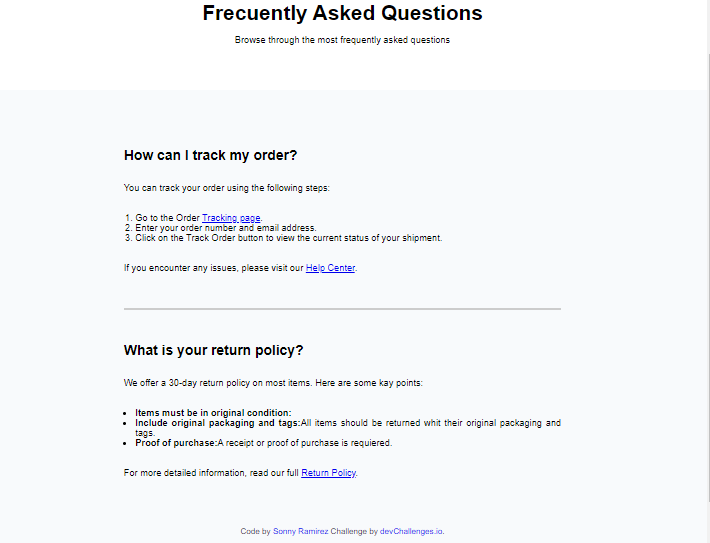 Frecuently Asked Questions
Browse through the most frequently asked questions
How can I track my order?
You can track your order using the following steps:
1. Go to the Order Tracking page.
2. Enter your order number and email address.
3. Click on the Track Order button to view the current status of your shipment.
If you encounter any issues, please visit our Help Center.
What is your return policy?
We offer a 30-day return policy on most items. Here are some kay points:
• Items must be in original condition:
• Include original packaging and tags:All items should be returned whit their original packaging and
tags.
• Proof of purchase:A receipt or proof of purchase is requiered.
For more detailed information, read our full Return Policy.
Code by Sonny Ramirez Challenge by devChallenges.io.